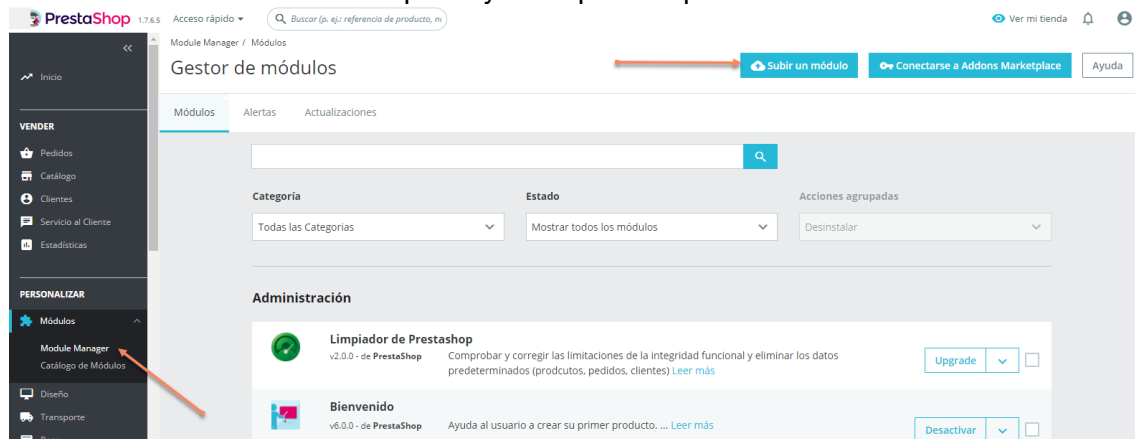 PrestaShop 1.7.6.5 Acceso rápido Buscar (p. ej.: referencia de producto, n Ver mi tienda
Module Manager / Módulos
Gestor de módulos
Subir un módulo Conectarse a Addons Marketplace Ayuda
Módulos Alertas Actualizaciones
Inicio
VENDER
Pedidos
Catálogo
Clientes
Servicio al Cliente
Estadísticas
PERSONALIZAR
Módulos
Module Manager
Catálogo de Módulos
Diseño
Transporte
Categoría Estado Acciones agrupadas
Todas las Categorias Mostrar todos los módulos Desinstalar
Administración
Limpiador de Prestashop
v2.0.0 - de PrestaShop Comprobar y corregir las limitaciones de la integridad funcional y eliminar los datos
predeterminados (prodcutos, pedidos, clientes) Leer más
Upgrade
Bienvenido
v6.0.0 - de PrestaShop Ayuda al usuario a crear su primer producto. ... Leer más
Desactivar